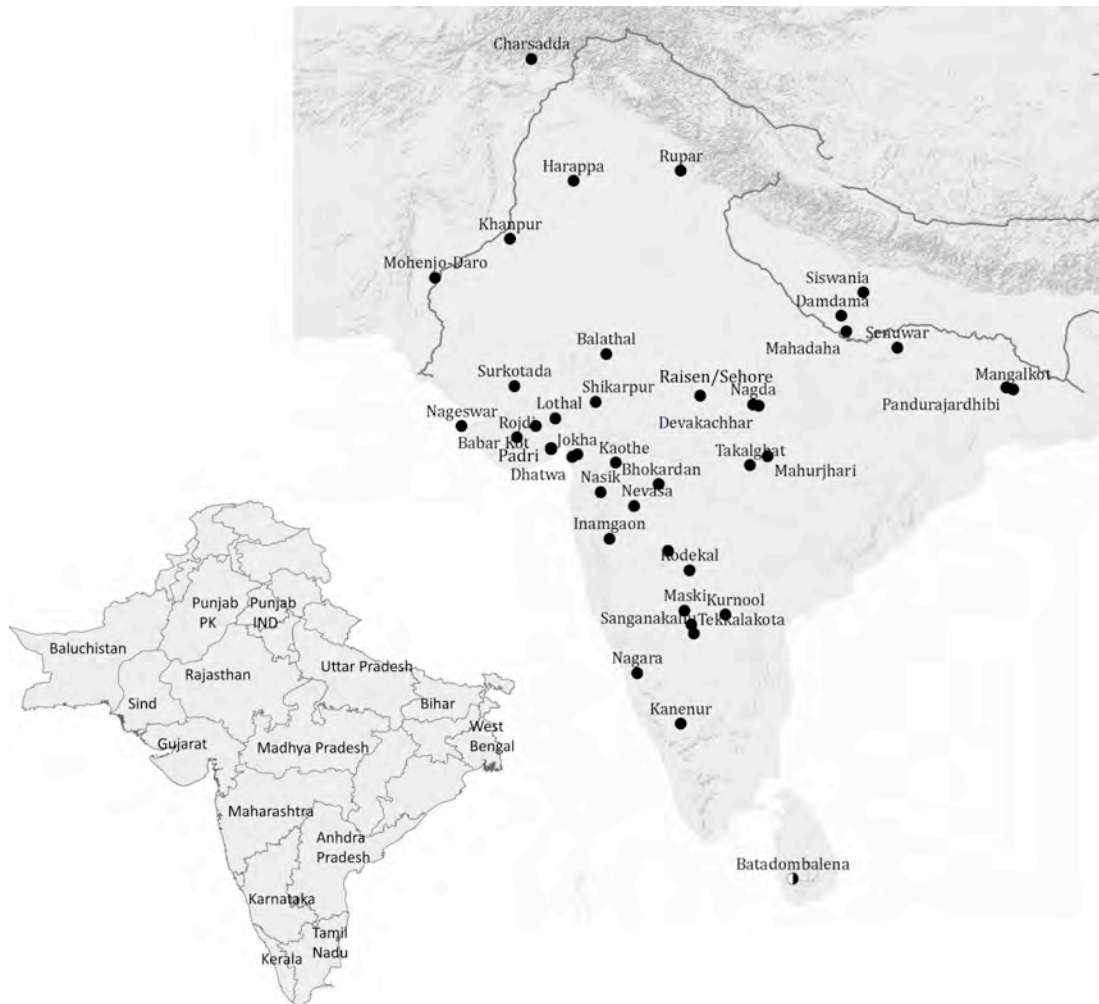 Charsadda
Rupar
Harappa
Khanpur
Mohenjo-Daro
Siswania
Damdama
Senuwar
Mahadaha
Balathal
Mangalkot
Surkotada
Raisen/Sehore
Shikarpur
Nagda
Pandurajardhibi
Nageswar
Lothal
Rojdi
Devakachhar
Babar Kot
Jokha
Padri
Kaothe
Takalghat
Dhatwa
Bhokardan
Mahurjhari
Nasik
Nevasa
Inamgaon
Rodekal
Maski
Kurnool
Sanganakallu
Tekkalakota
Nagara
Kanenur
Batadombalena
Punjab
PK
Punjab
IND
Baluchistan
Rajasthan
Uttar Pradesh
Sind
Bihar
West
Bengal
Gujarat
Madhya Pradesh
Maharashtra
Anhdra
Pradesh
Karnataka
Tamil
Nadu
Kerala